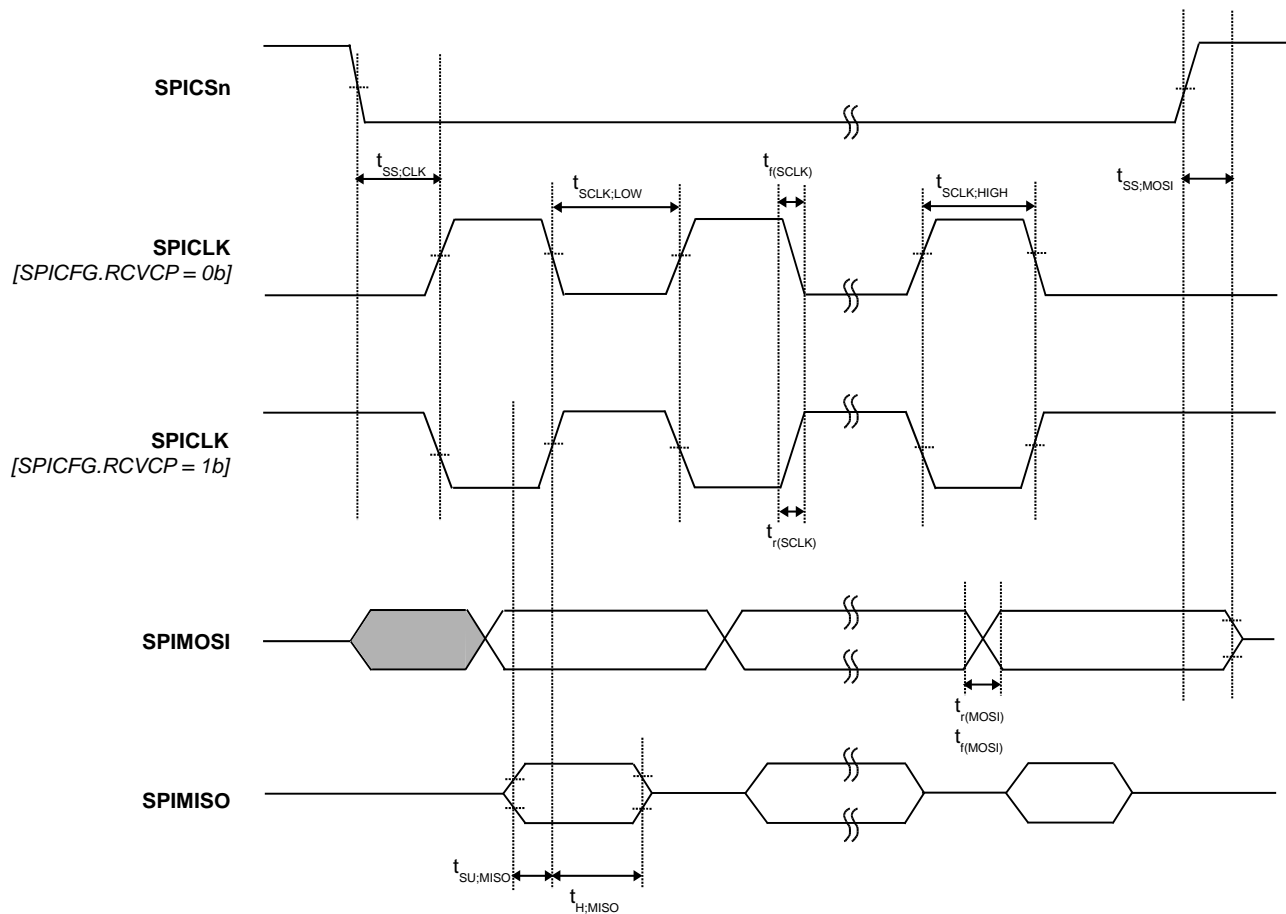 SPICSn
t_SS;CLK
t_SCLK;LOW
t_f(SCLK)
t_SCLK;HIGH
t_SS;MOSI
SPICLK
[SPICFG.RCVCP = 0b]
SPICLK
[SPICFG.RCVCP = 1b]
t_r(SCLK)
SPIMOSI
t_r(MOSI)
t_f(MOSI)
SPIMISO
t_SU;MISO
t_H;MISO